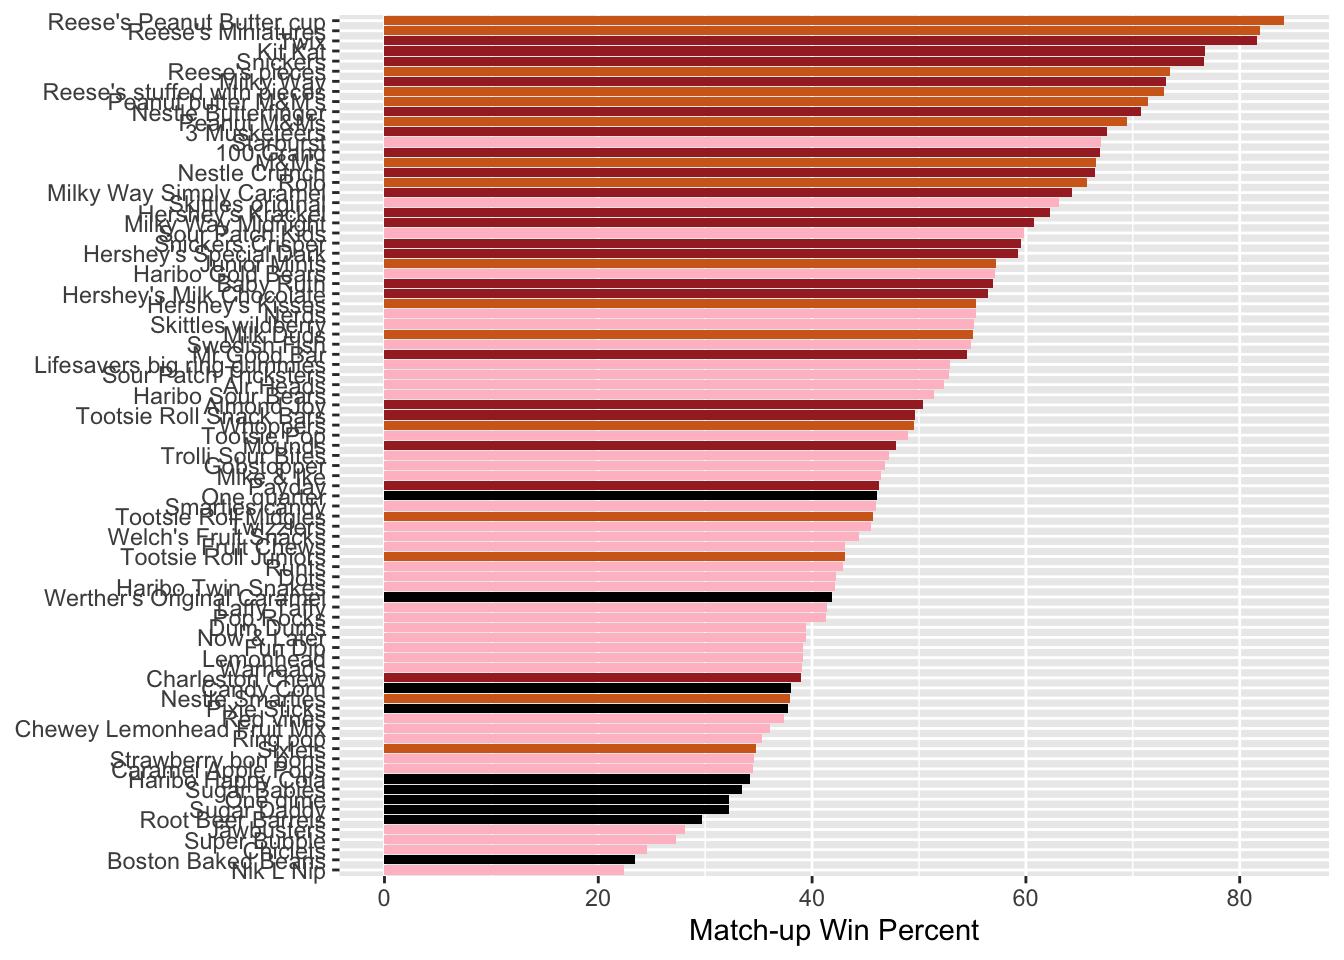 Reese's Peanut Butter cup
Reese's Miniatures
Twix
Kit Kat
Snickers
Reese's pieces
Milky Way
Reese's stuffed with pieces
Peanut butter M&M's
Nestle Butterfinger
Peanut M&Ms
3 Musketeers
Starburst
100 Grand
M&M's
Nestle Crunch
Rolo
Milky Way Simply Caramel
Skittles original
Hershey's Krackel
Milky Way Midnight
Sour Patch Kids
Snickers Crisper
Hershey's Special Dark
Junior Mints
Haribo Gold Bears
Baby Ruth
Hershey's Milk Chocolate
Hershey's Kisses
Nerds
Skittles wildberry
Milk Duds
Swedish Fish
Mr Good Bar
Lifesavers big ring gummies
Sour Patch Tricksters
Air Heads
Haribo Sour Bears
Almond Joy
Tootsie Roll Snack Bars
Whoppers
Tootsie Pop
Mounds
Trolli Sour Bites
Gobstopper
Mike & Ike
Payday
One quarter
Smarties candy
Tootsie Roll Midgies
Twizzlers
Welch's Fruit Snacks
Fruit Chews
Tootsie Roll Juniors
Runts
Dots
Haribo Twin Snakes
Werther's Original Caramel
Laffy Taffy
Pop Rocks
Dum Dums
Now & Later
Fun Dip
Lemonhead
Warheads
Charleston Chew
Candy Corn
Nestle Smarties
Pixie Sticks
Red vines
Chewey Lemonhead Fruit Mix
Ring pop
Sixlets
Strawberry bon bons
Caramel Apple Pops
Haribo Happy Cola
Sugar Babies
One dime
Sugar Daddy
Root Beer Barrels
Jawbusters
Super Bubble
Chiclets
Boston Baked Beans
Nik L Nip
0 20 40 60 80
Match-up Win Percent